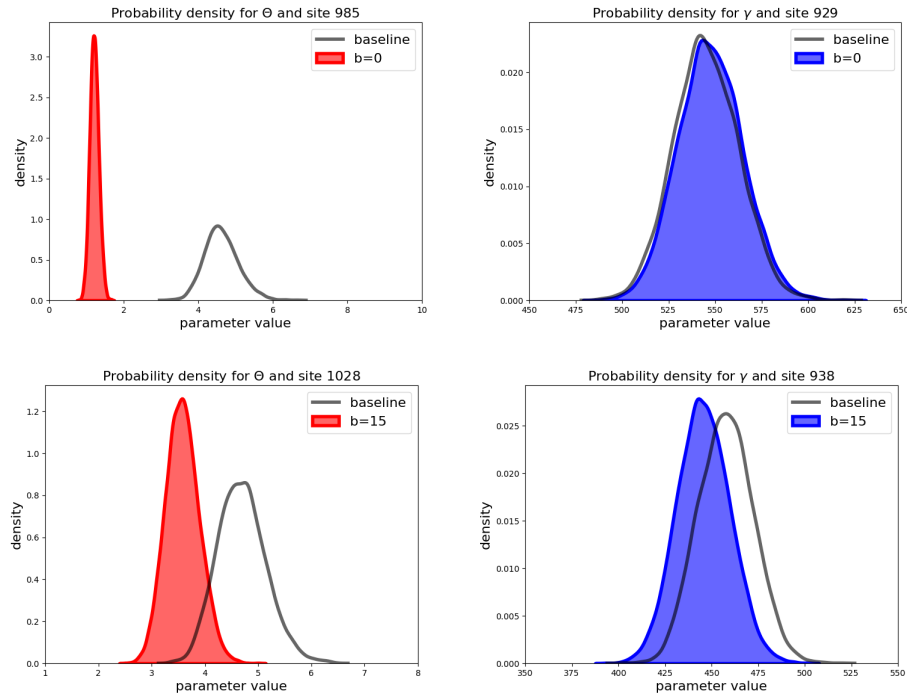 Probability density for Θ and site 985
baseline
b=0
density
3.0
2.5
2.0
1.5
1.0
0.5
0.0
0 2 4 6 8 10
parameter value
Probability density for γ and site 929
baseline
b=0
density
0.020
0.015
0.010
0.005
0.000
450 475 500 525 550 575 600 625 650
parameter value
Probability density for Θ and site 1028
baseline
b=15
density
1.2
1.0
0.8
0.6
0.4
0.2
0.0
1 2 3 4 5 6 7 8
parameter value
Probability density for γ and site 938
baseline
b=15
density
0.025
0.020
0.015
0.010
0.005
0.000
350 375 400 425 450 475 500 525 550
parameter value